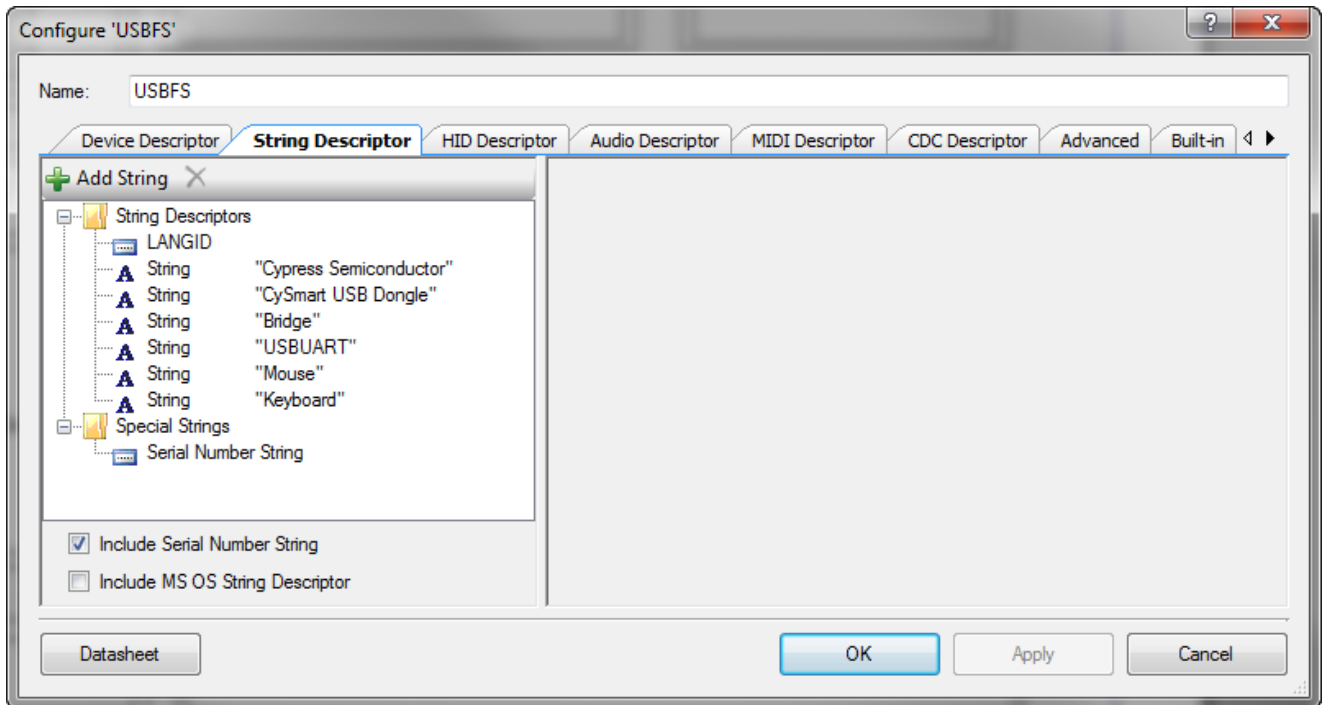 Configure 'USBFS'
Name: USBFS
Device Descriptor String Descriptor HID Descriptor Audio Descriptor MIDI Descriptor CDC Descriptor Advanced Built-in
Add String
String Descriptors
LANGID
String "Cypress Semiconductor"
String "CySmart USB Dongle"
String "Bridge"
String "USBUART"
String "Mouse"
String "Keyboard"
Special Strings
Serial Number String
Include Serial Number String
Include MS OS String Descriptor
Datasheet OK Apply Cancel